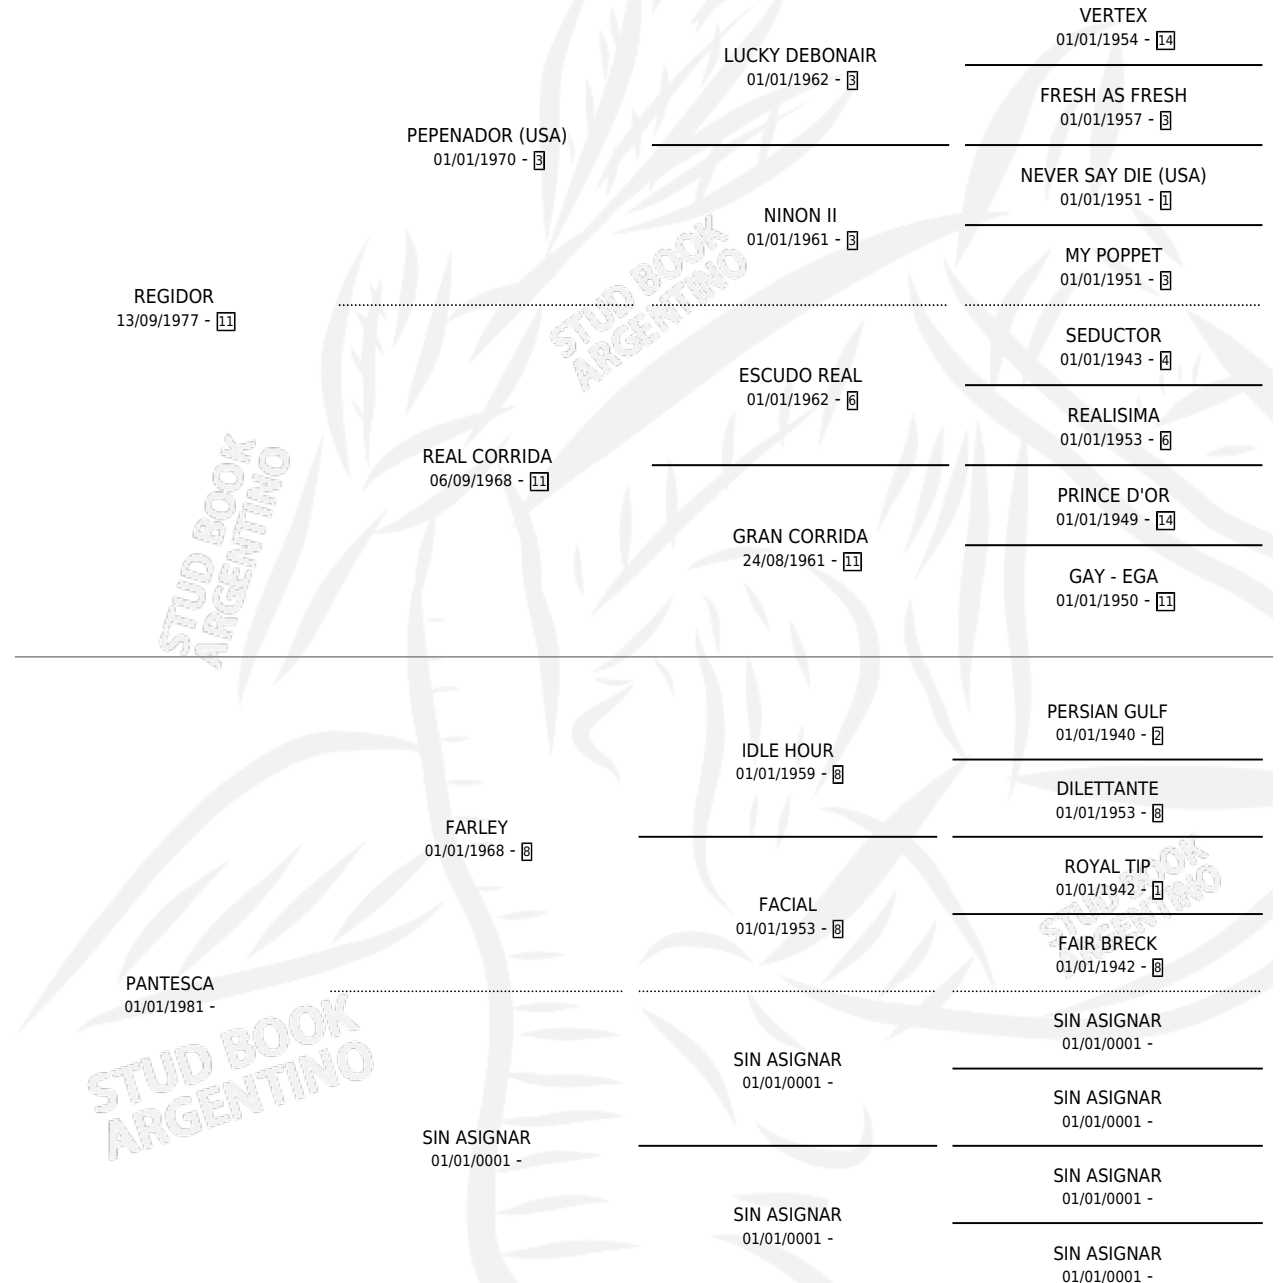 VERTEX
01/01/1954 - 14
LUCKY DEBONAIR
01/01/1962 - 3
FRESH AS FRESH
01/01/1957 - 3
PEPENADOR (USA)
01/01/1970 - 3
NEVER SAY DIE (USA)
01/01/1951 - 1
NINON II
01/01/1961 - 3
MY POPPET
01/01/1951 - 3
REGIDOR
13/09/1977 - 11
SEDUCTOR
01/01/1943 - 4
ESCUDO REAL
01/01/1962 - 6
REALISIMA
01/01/1953 - 6
REAL CORRIDA
06/09/1968 - 11
PRINCE D'OR
01/01/1949 - 14
GRAN CORRIDA
24/08/1961 - 11
GAY - EGA
01/01/1950 - 11
PERSIAN GULF
01/01/1940 - 2
IDLE HOUR
01/01/1959 - 8
DILETTANTE
01/01/1953 - 8
FARLEY
01/01/1968 - 8
ROYAL TIP
01/01/1942 - 1
FACIAL
01/01/1953 - 8
FAIR BRECK
01/01/1942 - 8
PANTESCA
01/01/1981 -
SIN ASIGNAR
01/01/0001 -
SIN ASIGNAR
01/01/0001 -
SIN ASIGNAR
01/01/0001 -
SIN ASIGNAR
01/01/0001 -
SIN ASIGNAR
01/01/0001 -
SIN ASIGNAR
01/01/0001 -
SIN ASIGNAR
01/01/0001 -
STUD BOOK
ARGENTINO
STUD BOOK
ARGENTINO
STUD BOOK
ARGENTINO
STUD BOOK
ARGENTINO